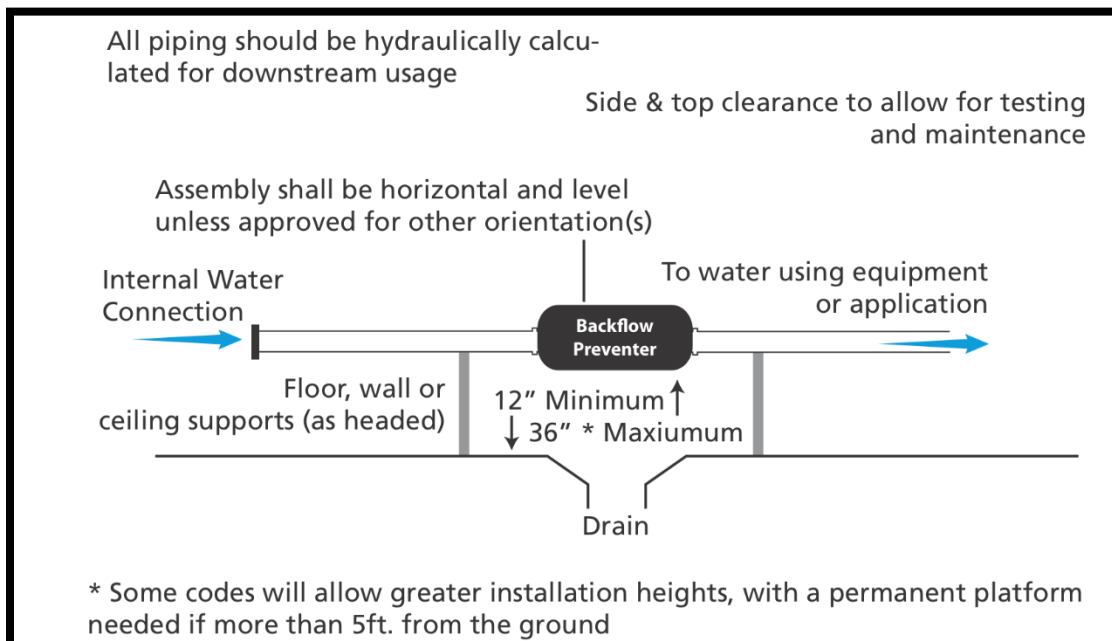 All piping should be hydraulically calcu-
lated for downstream usage
Side & top clearance to allow for testing
and maintenance
Assembly shall be horizontal and level
unless approved for other orientation(s)
Internal Water
Connection
To water using equipment
or application
Backflow
Preventer
Floor, wall or
ceiling supports (as headed)
12” Minimum
36” * Maxiumum
Drain
* Some codes will allow greater installation heights, with a permanent platform
needed if more than 5ft. from the ground